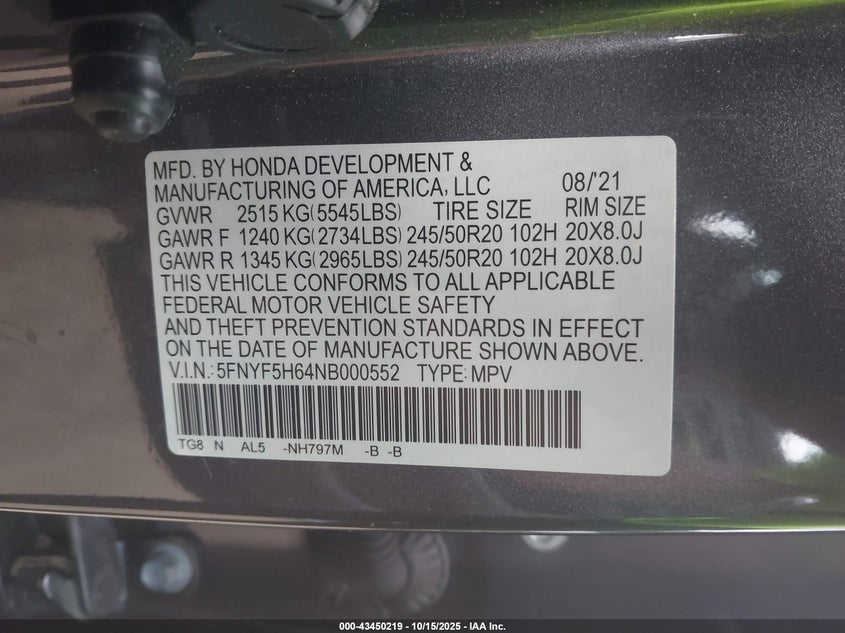 MFD. BY HONDA DEVELOPMENT &
MANUFACTURING OF AMERICA, LLC 08/'21
GVWR 2515 KG(5545LBS) TIRE SIZE RIM SIZE
GAWR F 1240 KG(2734LBS) 245/50R20 102H 20X8.0J
GAWR R 1345 KG(2965LBS) 245/50R20 102H 20X8.0J
THIS VEHICLE CONFORMS TO ALL APPLICABLE
FEDERAL MOTOR VEHICLE SAFETY
AND THEFT PREVENTION STANDARDS IN EFFECT
ON THE DATE OF MANUFACTURE SHOWN ABOVE.
V.I.N.: 5FNYF5H64NB000552 TYPE: MPV
TG8 N AL5 -NH797M -B -B
000-43450219 - 10/15/2025 - IAA Inc.